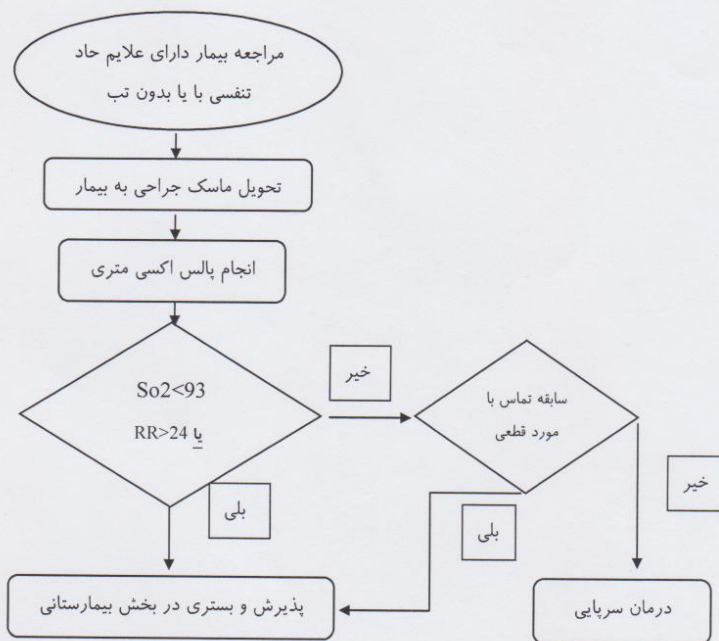 مراجعه بیمار دارای علایم حاد
تنفسی با یا بدون تب
تحویل ماسک جراحی به بیمار
انجام پالس اکسی متری
So2<93
یا RR>24
خیر
سابقه تماس با
مورد قطعی
خیر
بلی
بلی
پذیرش و بستری در بخش بیمارستانی
درمان سرپایی